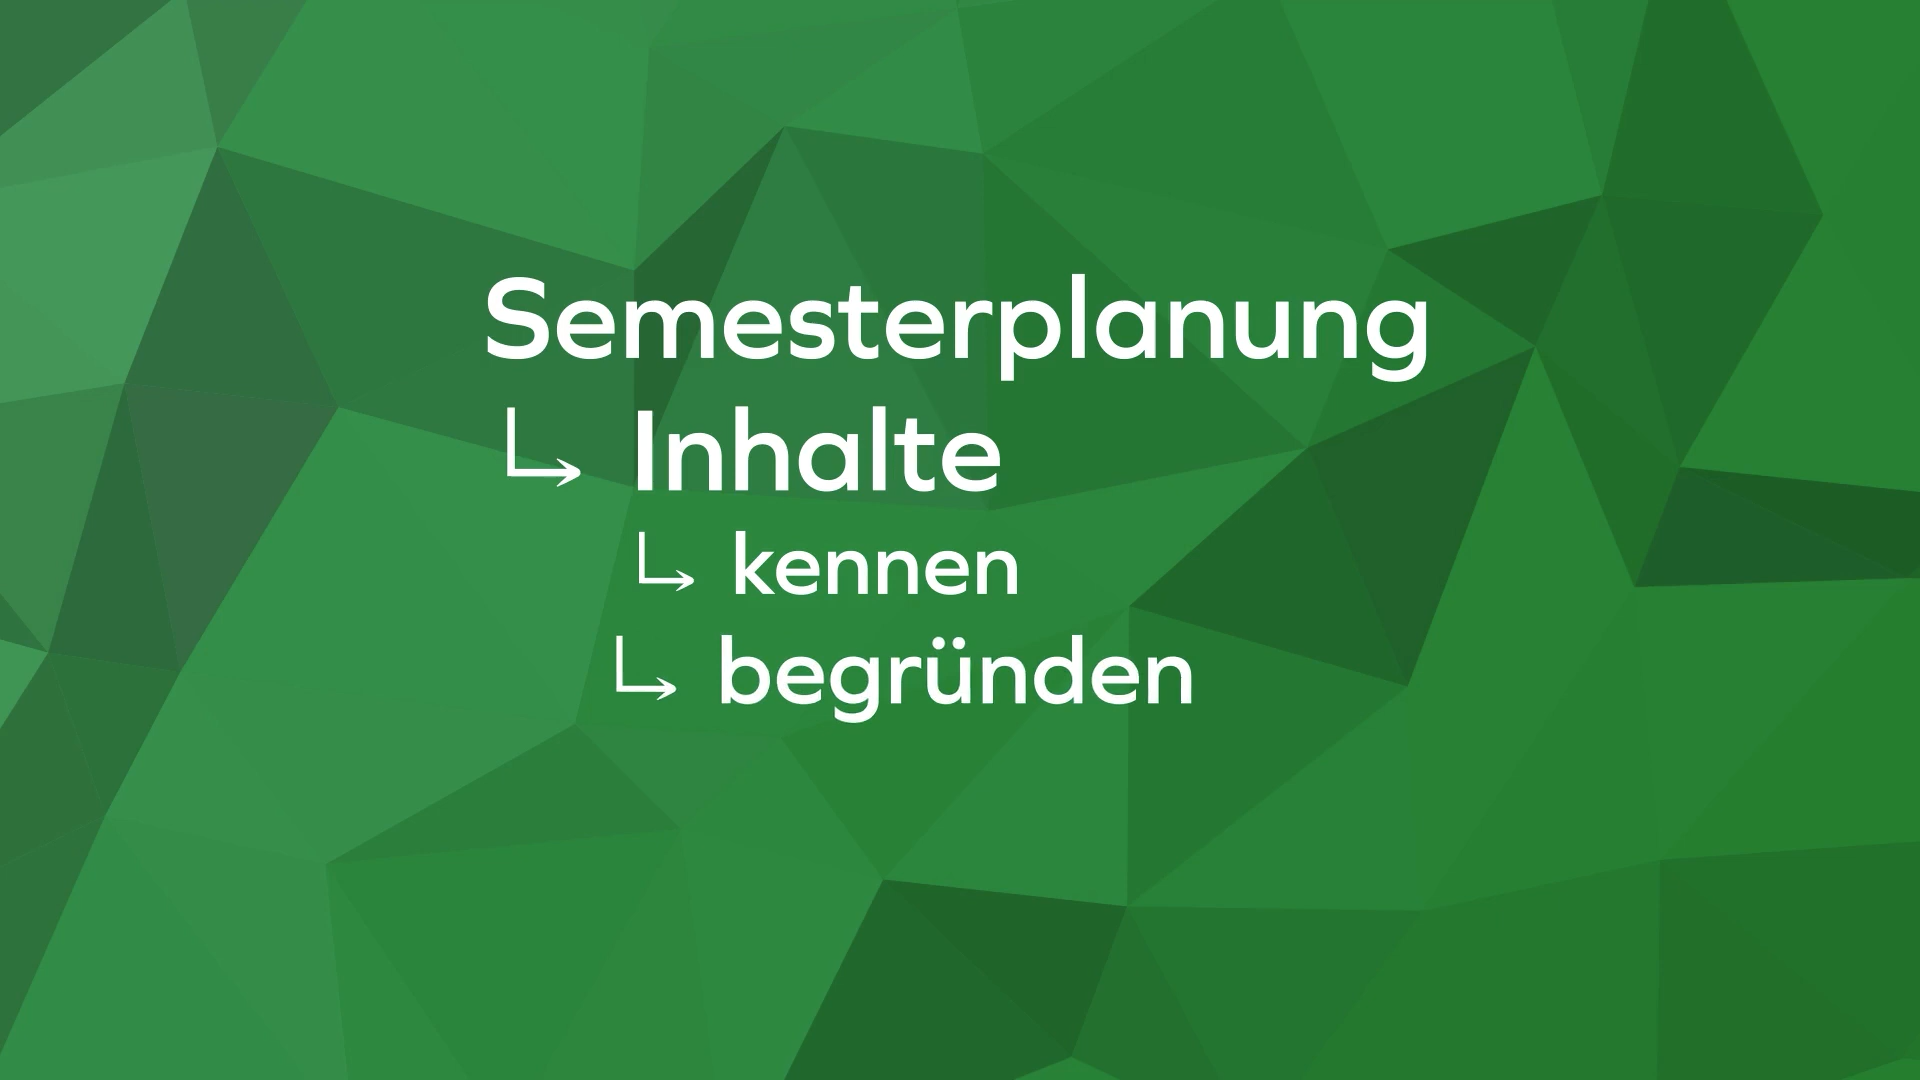 Semesterplanung
↳ Inhalte
↳ kennen
↳ begründen